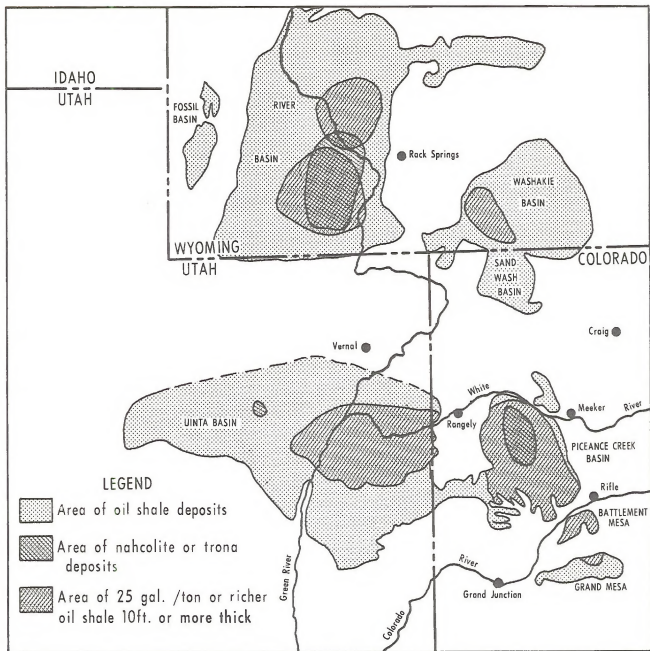 IDAHO
UTAH
FOSSIL
BASIN
RIVER
BASIN
Rock Springs
WASHAKIE
BASIN
WYOMING
UTAH
COLORADO
SAND
WASH
BASIN
Craig
Vernal
White
River
Meeker
Rangely
UINTA BASIN
PICEANCE CREEK
BASIN
Rifle
BATTLEMENT
MESA
GRAND MESA
Green River
Colorado
River
Grand Junction
LEGEND
Area of oil shale deposits
Area of nahcolite or trona
deposits
Area of 25 gal. /ton or richer
oil shale 10ft. or more thick